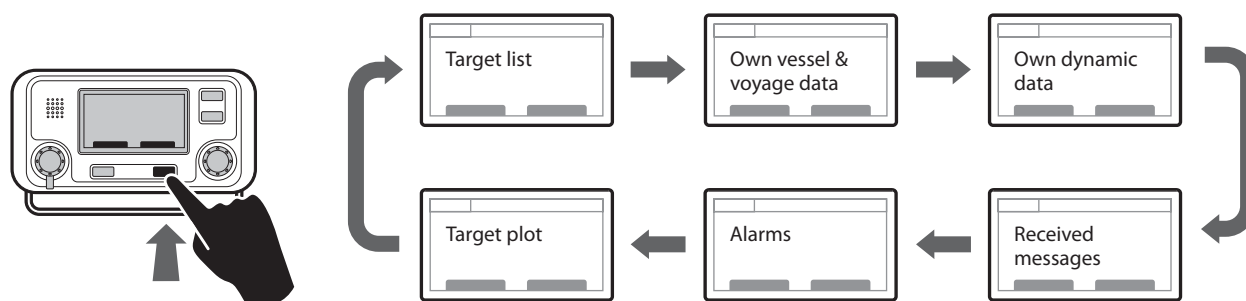 Target list
Own vessel &
voyage data
Own dynamic
data
Target plot
Alarms
Received
messages